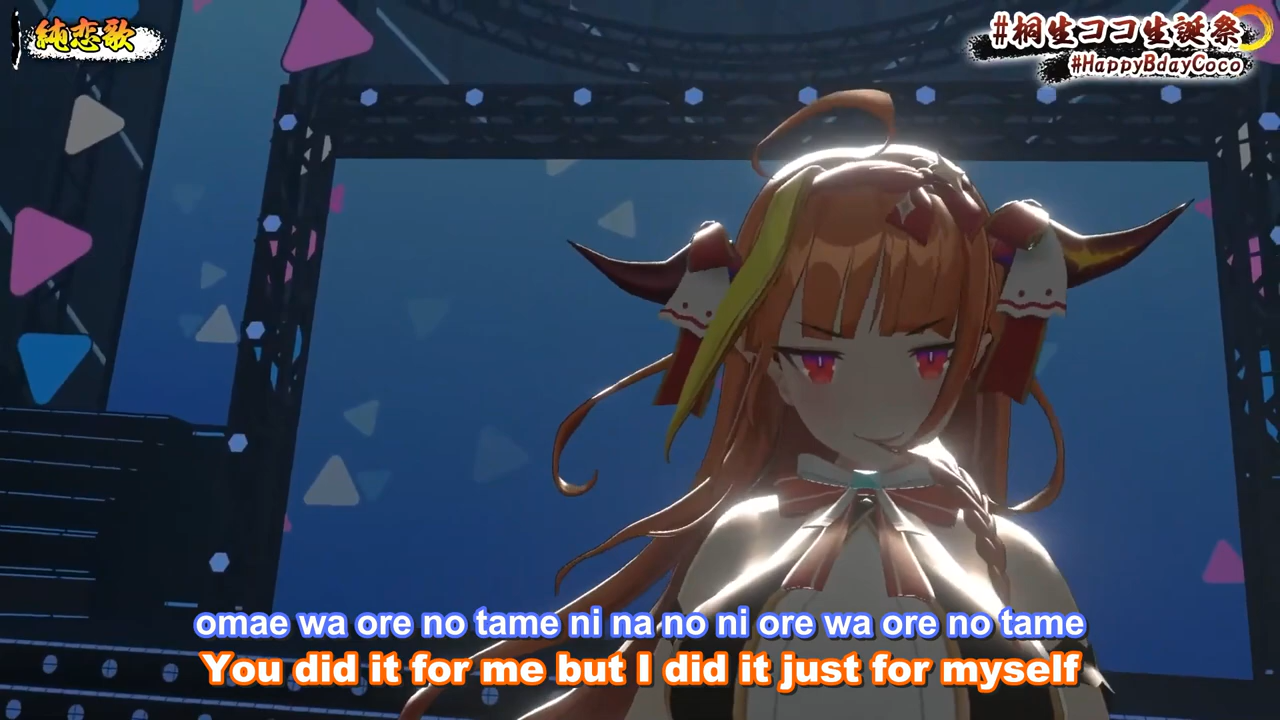 純恋歌
#桐生ココ生誕祭
#HappyBdayCoco
omae wa ore no tame ni na no ni ore wa ore no tame
You did it for me but I did it just for myself